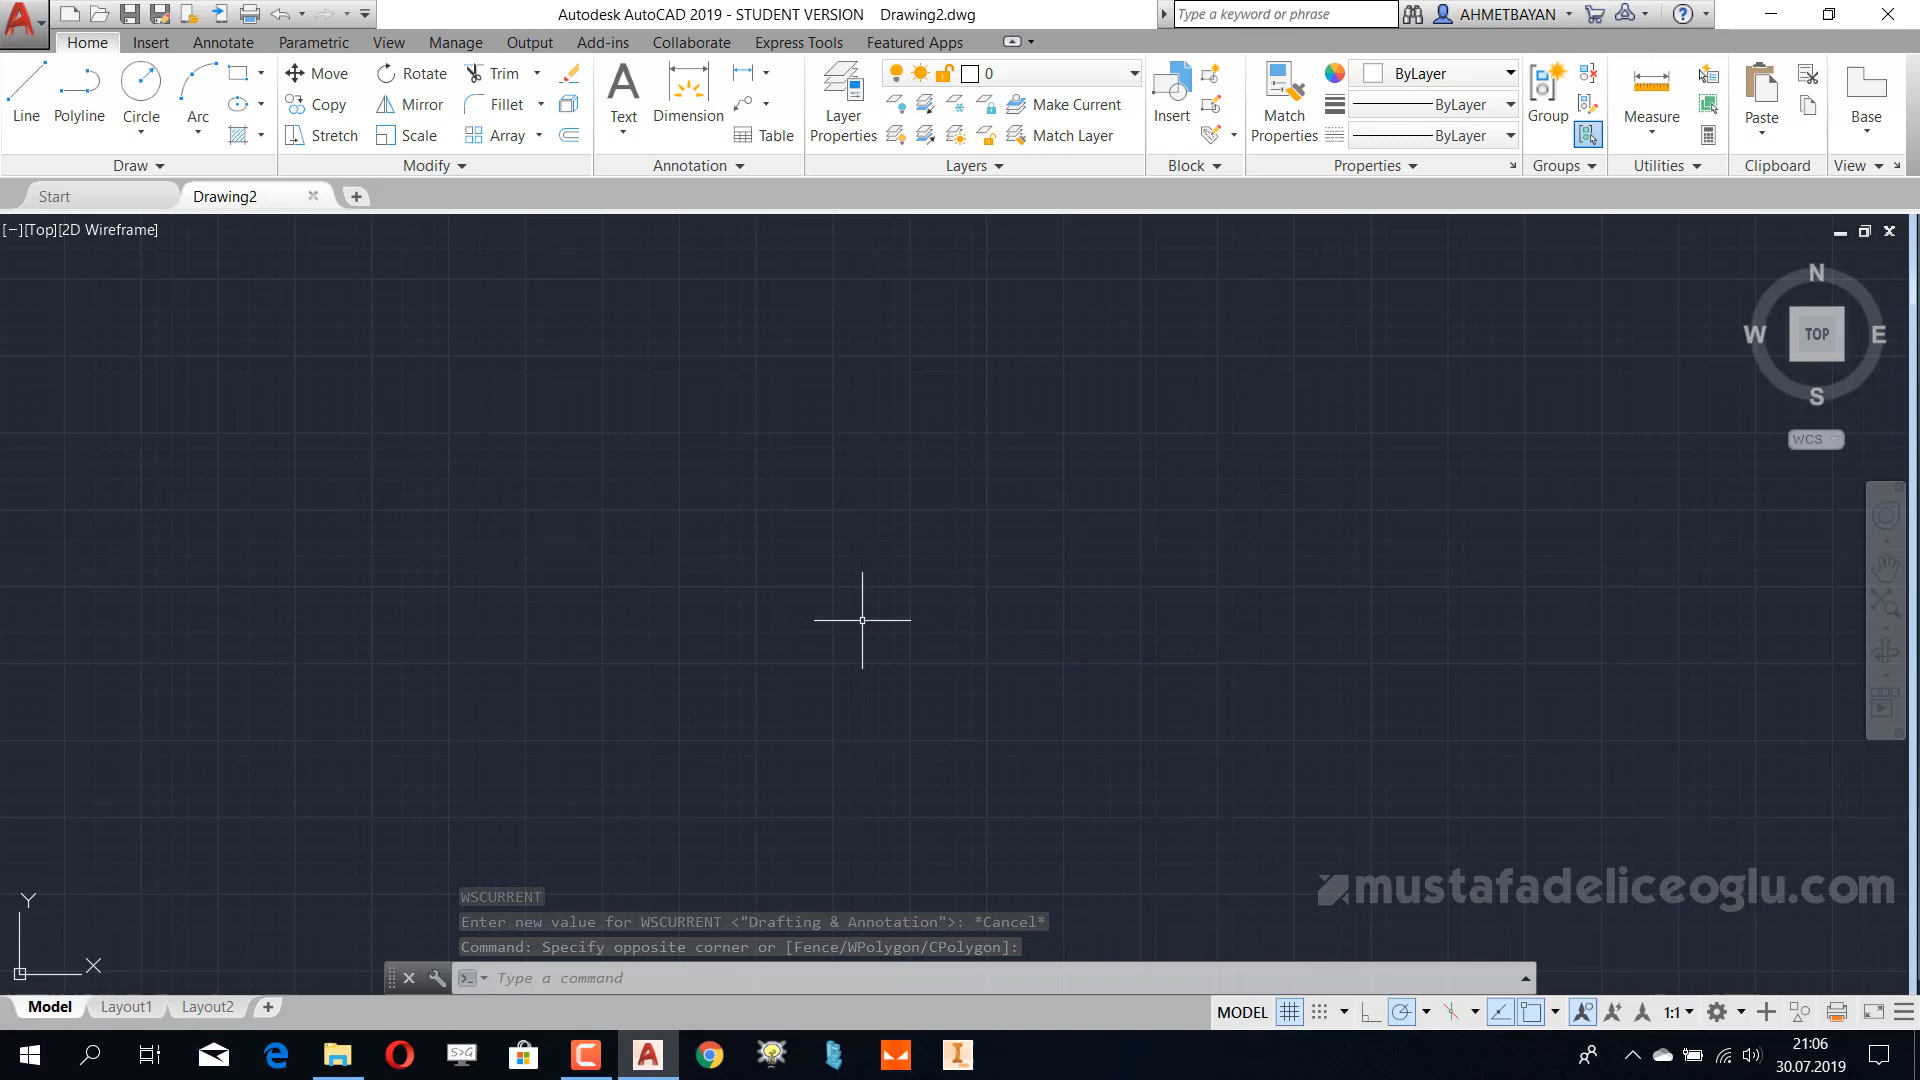 Autodesk AutoCAD 2019 - STUDENT VERSION Drawing2.dwg
Type a keyword or phrase
AHMETBAYAN
Home Insert Annotate Parametric View Manage Output Add-ins Collaborate Express Tools Featured Apps
Line Polyline Circle Arc
Move Rotate Trim
Copy Mirror Fillet
Stretch Scale Array
Text Dimension Table
Layer Properties
0
Make Current
Match Layer
Insert
Match Properties
ByLayer
ByLayer
ByLayer
Group
Measure
Paste
Base
Draw Modify Annotation Layers Block Properties Groups Utilities Clipboard View
Start Drawing2
[−][Top][2D Wireframe]
N
W TOP E
S
WCS
mustafadeliceoglu.com
WSCURRENT
Enter new value for WSCURRENT <"Drafting & Annotation">: *Cancel*
Command: Specify opposite corner or [Fence/WPolygon/CPolygon]:
Type a command
Y
X
Model Layout1 Layout2
MODEL
1:1
S>G
21:06
30.07.2019